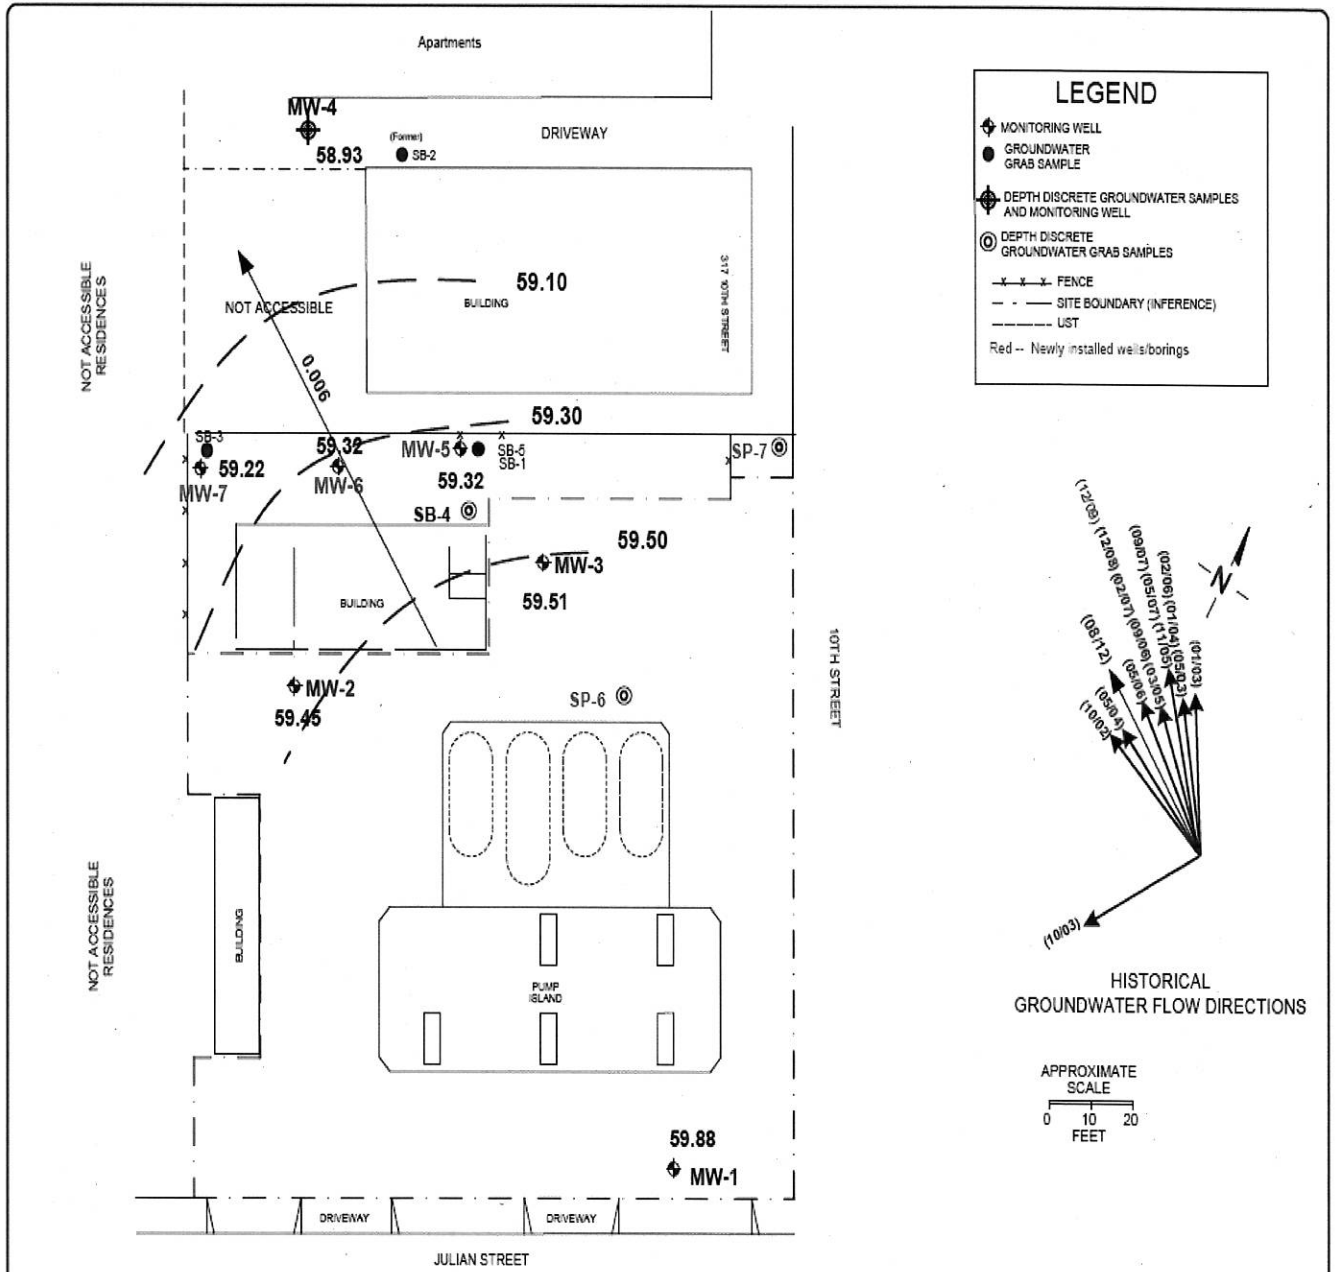 Apartments
MW-4
58.93
(Former)
SB-2
DRIVEWAY
NOT ACCESSIBLE
RESIDENCES
NOT ACCESSIBLE
59.10
BUILDING
317 10TH STREET
0.006
59.30
SB-3
59.22
MW-7
59.32
MW-6
MW-5
SB-5
SB-1
59.32
SP-7
SB-4
59.50
MW-3
59.51
BUILDING
MW-2
59.45
SP-6
10TH STREET
NOT ACCESSIBLE
RESIDENCES
BUILDING
PUMP
ISLAND
59.88
MW-1
DRIVEWAY
DRIVEWAY
JULIAN STREET
LEGEND
MONITORING WELL
GROUNDWATER
GRAB SAMPLE
DEPTH DISCRETE GROUNDWATER SAMPLES
AND MONITORING WELL
DEPTH DISCRETE
GROUNDWATER GRAB SAMPLES
x x x FENCE
SITE BOUNDARY (INFERENCE)
UST
Red -- Newly installed wells/borings
N
(12/09)
(12/08) (02/07) (09/06) (03/05)
(09/07) (05/07) (11/05)
(02/06) (01/04) (05/03)
(01/03)
(08/12)
(05/06)
(05/04)
(10/02)
(10/03)
HISTORICAL
GROUNDWATER FLOW DIRECTIONS
APPROXIMATE
SCALE
0 10 20
FEET